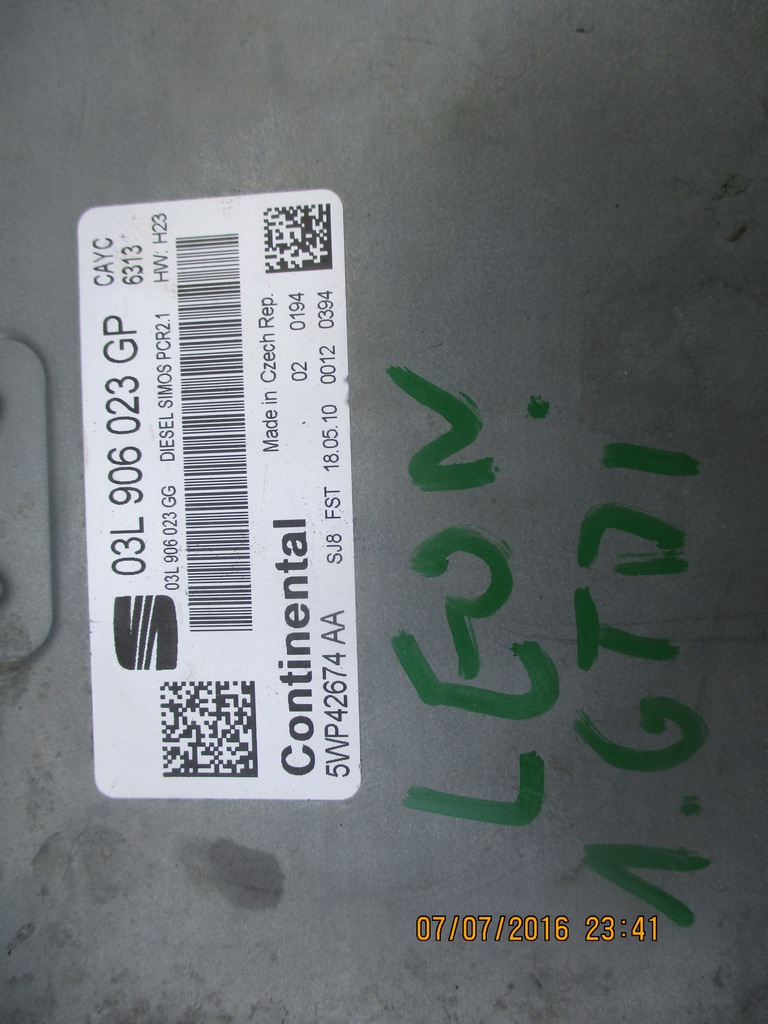 03L 906 023 GP CAYC
03L 906 023 GG 6313
DIESEL SIMOS PCR2.1 HW: H23
Continental Made in Czech Rep.
02 0194
5WP42674 AA SJ8 FST 18.05.10 0012 0394
LEON.
1.6TDI
07/07/2016 23:41